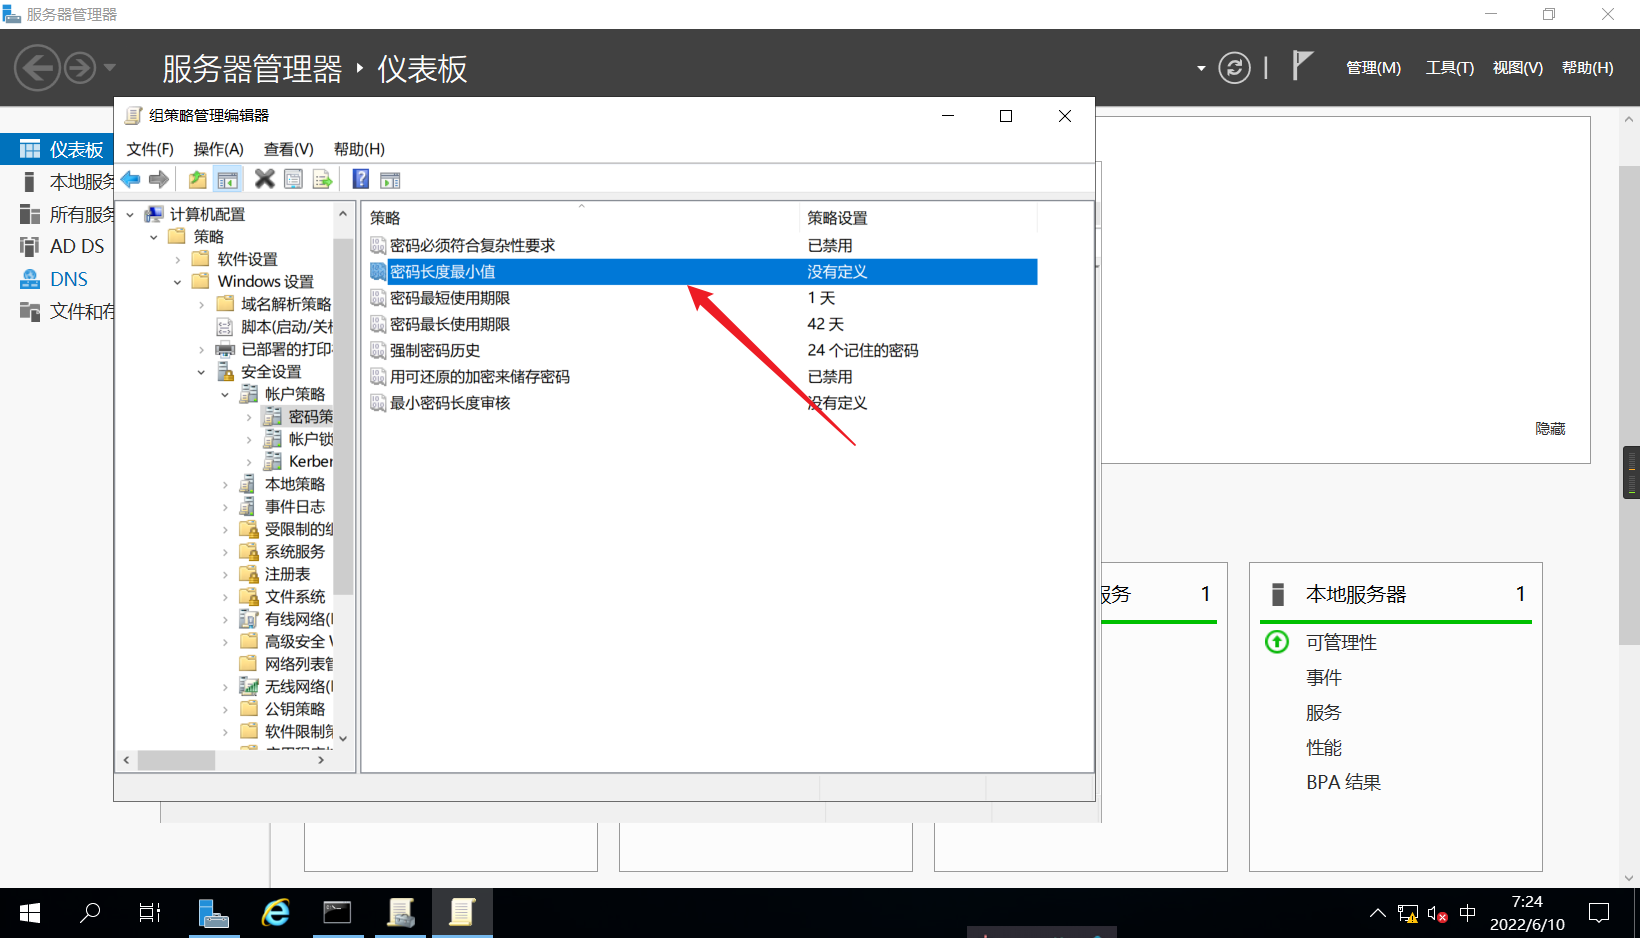 服务器管理器
服务器管理器 仪表板
管理(M) 工具(T) 视图(V) 帮助(H)
仪表板
本地服务
所有服务
AD DS
DNS
文件和存
组策略管理编辑器
文件(F) 操作(A) 查看(V) 帮助(H)
计算机配置
策略
软件设置
Windows 设置
域名解析策略
脚本(启动/关机
已部署的打印
安全设置
帐户策略
密码策
帐户锁
Kerber
本地策略
事件日志
受限制的组
系统服务
注册表
文件系统
有线网络(
高级安全
网络列表管
无线网络(
公钥策略
软件限制策
策略 策略设置
密码必须符合复杂性要求 已禁用
密码长度最小值 没有定义
密码最短使用期限 1 天
密码最长使用期限 42 天
强制密码历史 24 个记住的密码
用可还原的加密来储存密码 已禁用
最小密码长度审核 没有定义
隐藏
服务 1
本地服务器 1
可管理性
事件
服务
性能
BPA 结果
中
7:24
2022/6/10